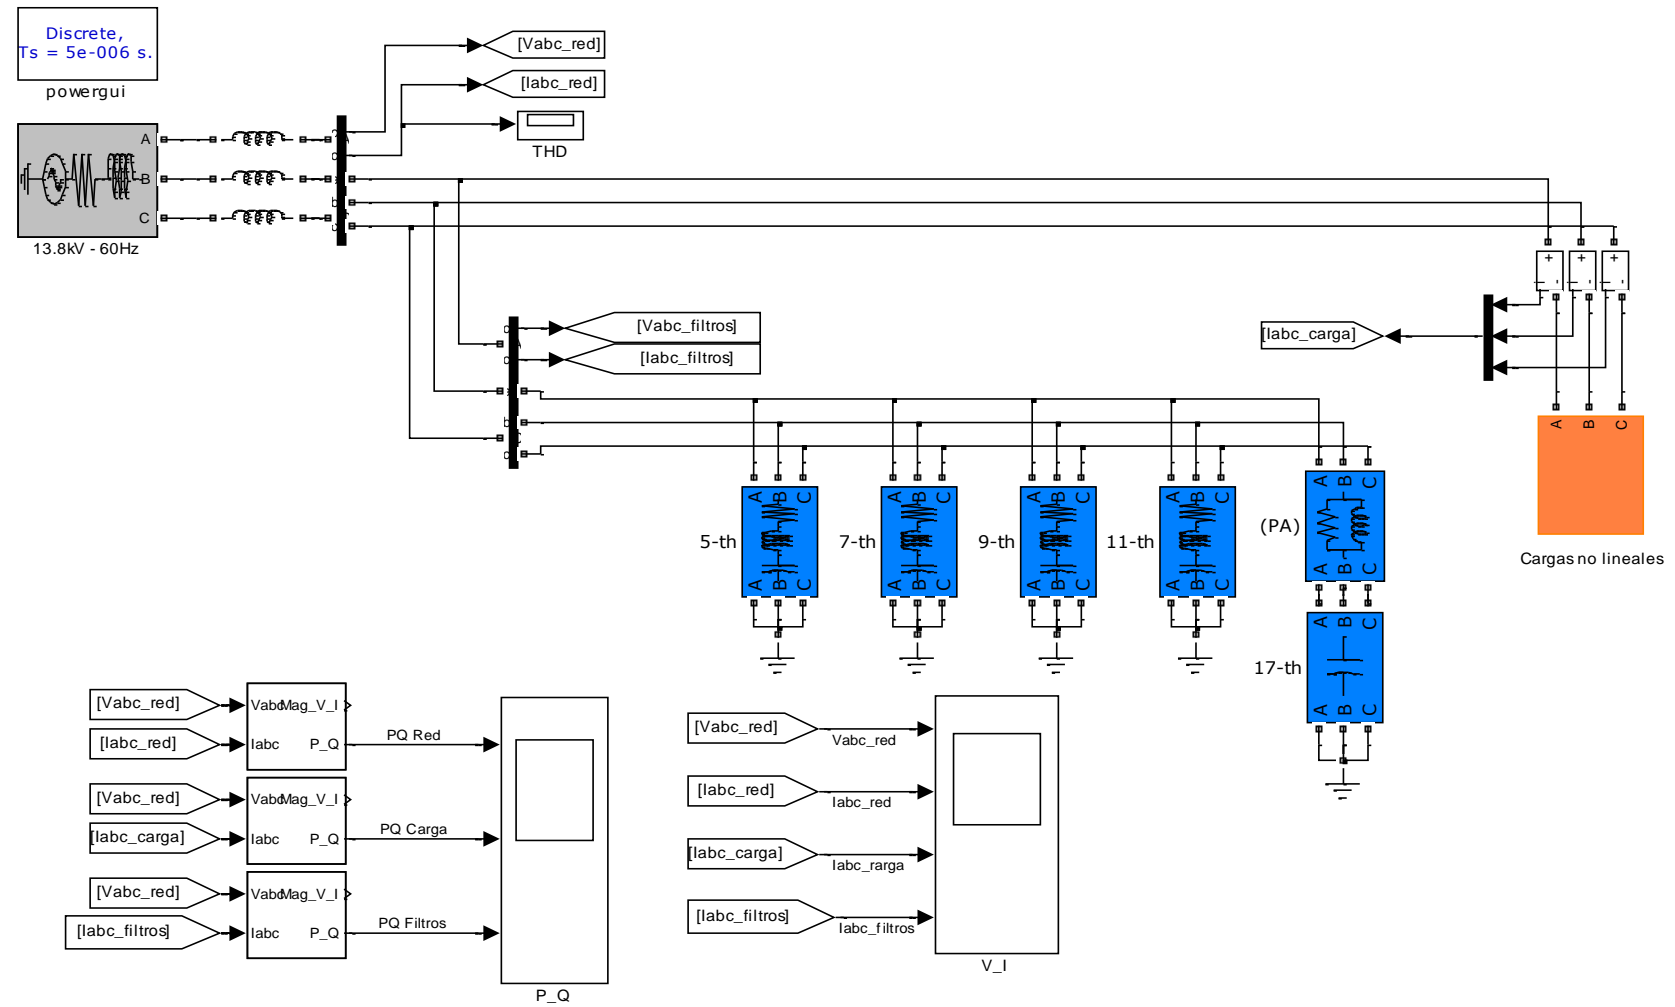 Discrete,
Ts = 5e-006 s.
powergui
[Vabc_red]
[Iabc_red]
THD
A
B
C
13.8kV - 60Hz
[Vabc_filtros]
[Iabc_filtros]
[Iabc_carga]
+
-
+
-
+
-
A
B
C
Cargas no lineales
A B C
5-th
A B C
A B C
7-th
A B C
A B C
9-th
A B C
A B C
11-th
A B C
A B C
(PA)
A B C
A B C
17-th
A B C
[Vabc_red]
[Iabc_red]
Vabc
Mag_V_I
Iabc
P_Q
PQ Red
[Vabc_red]
[Iabc_carga]
Vabc
Mag_V_I
Iabc
P_Q
PQ Carga
[Vabc_red]
[Iabc_filtros]
Vabc
Mag_V_I
Iabc
P_Q
PQ Filtros
P_Q
[Vabc_red]
Vabc_red
[Iabc_red]
Iabc_red
[Iabc_carga]
Iabc_rarga
[Iabc_filtros]
Iabc_filtros
V_I